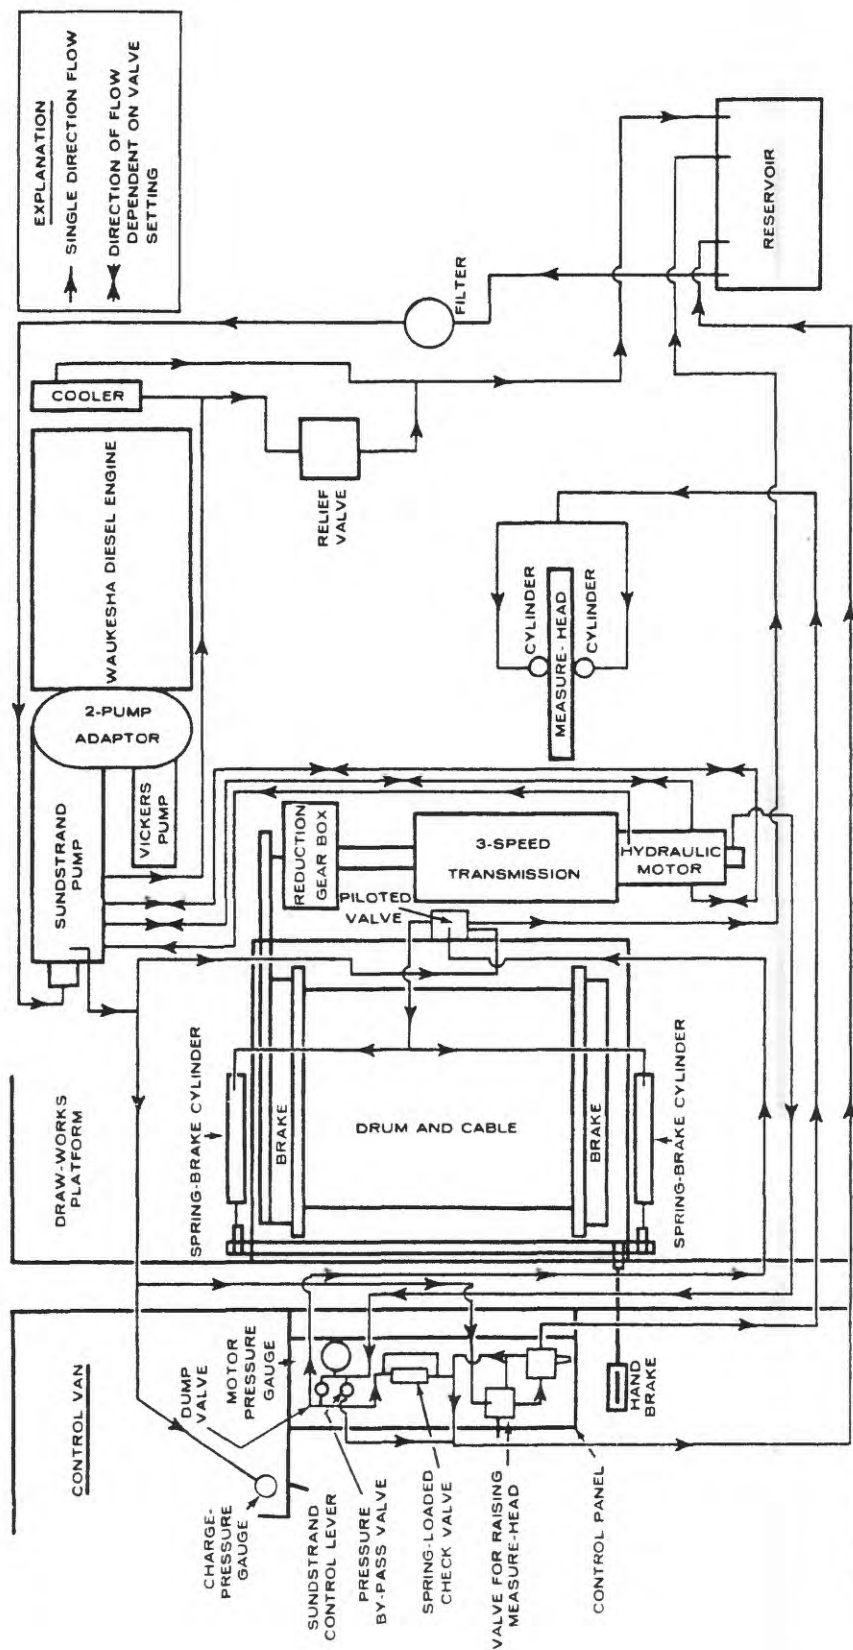 CONTROL VAN
DRAW-WORKS
PLATFORM
EXPLANATION
SINGLE DIRECTION FLOW
DIRECTION OF FLOW
DEPENDENT ON VALVE
SETTING
SUNDSTRAND
PUMP
VICKERS
PUMP
2-PUMP
ADAPTOR
WAUKESHA DIESEL ENGINE
COOLER
RELIEF
VALVE
FILTER
RESERVOIR
CHARGE-
PRESSURE
GAUGE
DUMP
VALVE
MOTOR
PRESSURE
GAUGE
SPRING-BRAKE CYLINDER
BRAKE
DRUM AND CABLE
BRAKE
SPRING-BRAKE CYLINDER
PILOTED
VALVE
REDUCTION
GEAR BOX
3-SPEED
TRANSMISSION
HYDRAULIC
MOTOR
CYLINDER
MEASURE-HEAD
CYLINDER
SUNDSTRAND
CONTROL LEVER
PRESSURE
BY-PASS VALVE
SPRING-LOADED
CHECK VALVE
VALVE FOR RAISING
MEASURE-HEAD
CONTROL PANEL
HAND
BRAKE